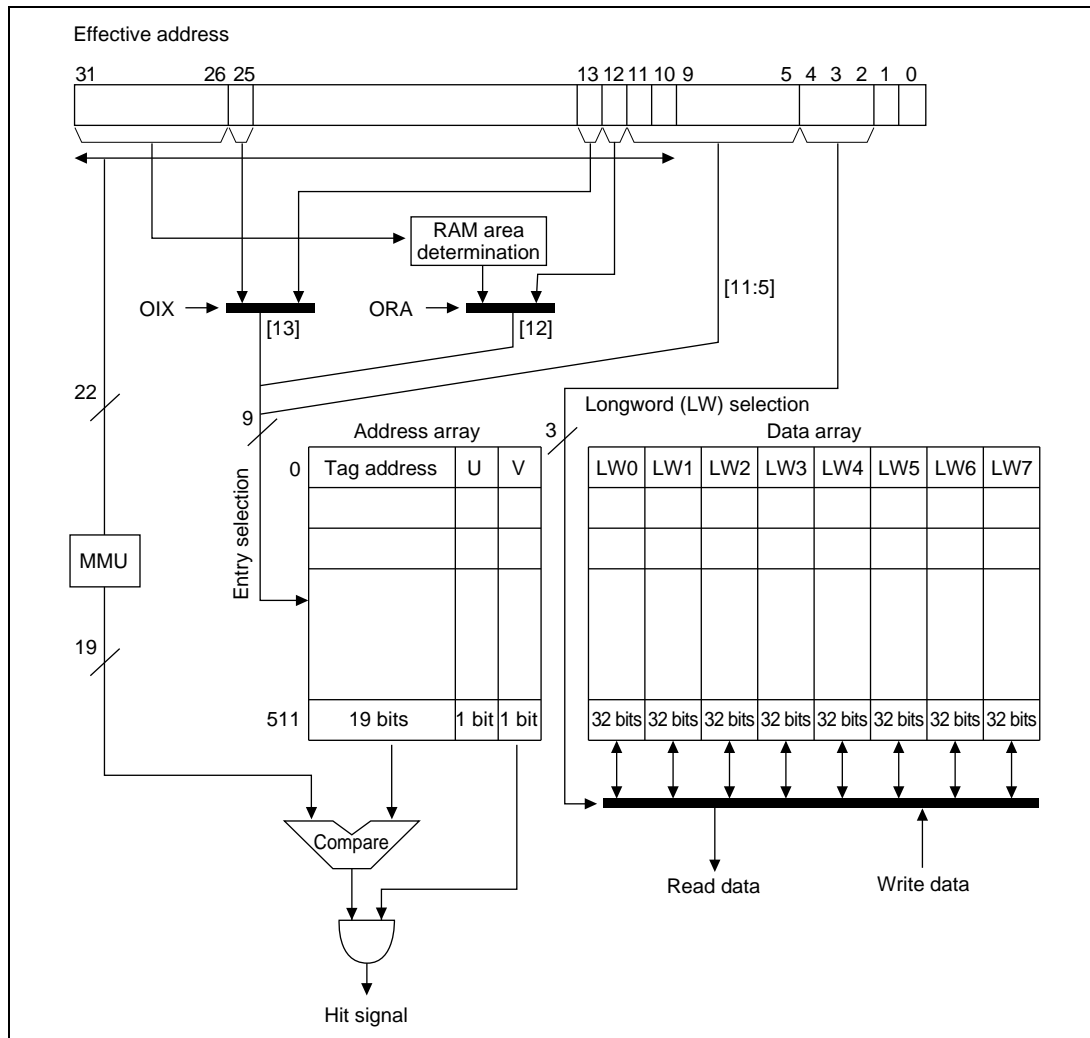 Effective address
31 26 25 13 12 11 10 9 5 4 3 2 1 0
RAM area
determination
OIX
[13]
ORA
[12]
[11:5]
22
9
3
Longword (LW) selection
Entry selection
Address array
Data array
0
Tag address U V
LW0 LW1 LW2 LW3 LW4 LW5 LW6 LW7
MMU
19
511
19 bits 1 bit 1 bit
32 bits 32 bits 32 bits 32 bits 32 bits 32 bits 32 bits 32 bits
Compare
Read data
Write data
Hit signal